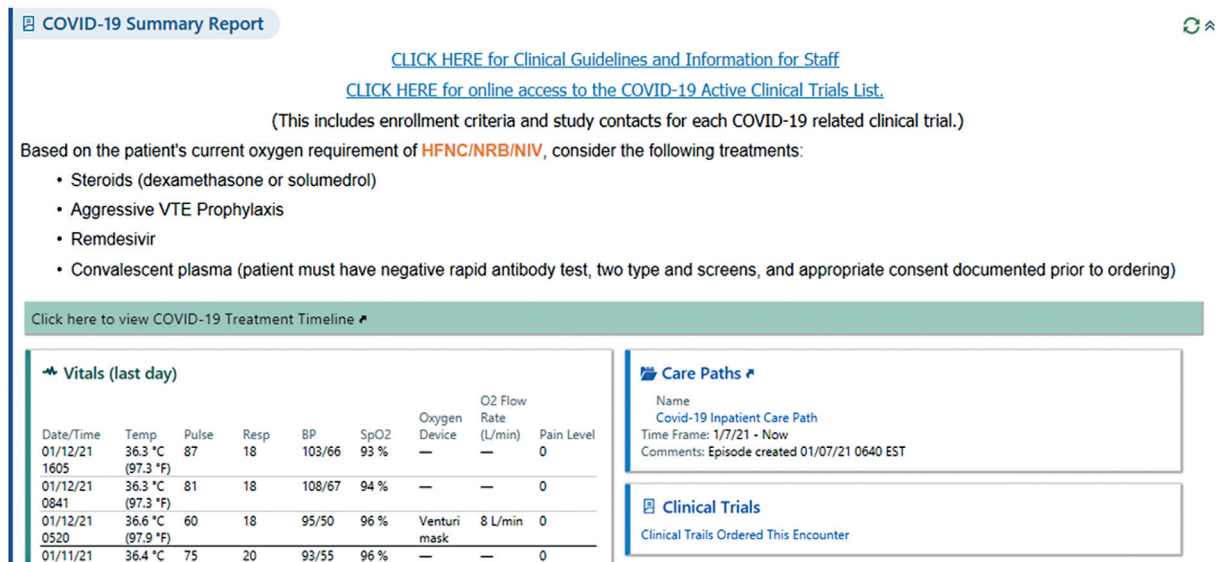 COVID-19 Summary Report
CLICK HERE for Clinical Guidelines and Information for Staff
CLICK HERE for online access to the COVID-19 Active Clinical Trials List.
(This includes enrollment criteria and study contacts for each COVID-19 related clinical trial.)
Based on the patient's current oxygen requirement of HFNC/NRB/NIV, consider the following treatments:
• Steroids (dexamethasone or solumedrol)
• Aggressive VTE Prophylaxis
• Remdesivir
• Convalescent plasma (patient must have negative rapid antibody test, two type and screens, and appropriate consent documented prior to ordering)
Click here to view COVID-19 Treatment Timeline
Vitals (last day)
O2 Flow
Oxygen Rate
Date/Time Temp Pulse Resp BP SpO2 Device (L/min) Pain Level
01/12/21 36.3 °C 87 18 103/66 93 % — — 0
1605 (97.3 °F)
01/12/21 36.3 °C 81 18 108/67 94 % — — 0
0841 (97.3 °F)
01/12/21 36.6 °C 60 18 95/50 96 % Venturi 8 L/min 0
0520 (97.9 °F) mask
01/11/21 36.4 °C 75 20 93/55 96 % — — 0
Care Paths
Name
Covid-19 Inpatient Care Path
Time Frame: 1/7/21 - Now
Comments: Episode created 01/07/21 0640 EST
Clinical Trials
Clinical Trails Ordered This Encounter